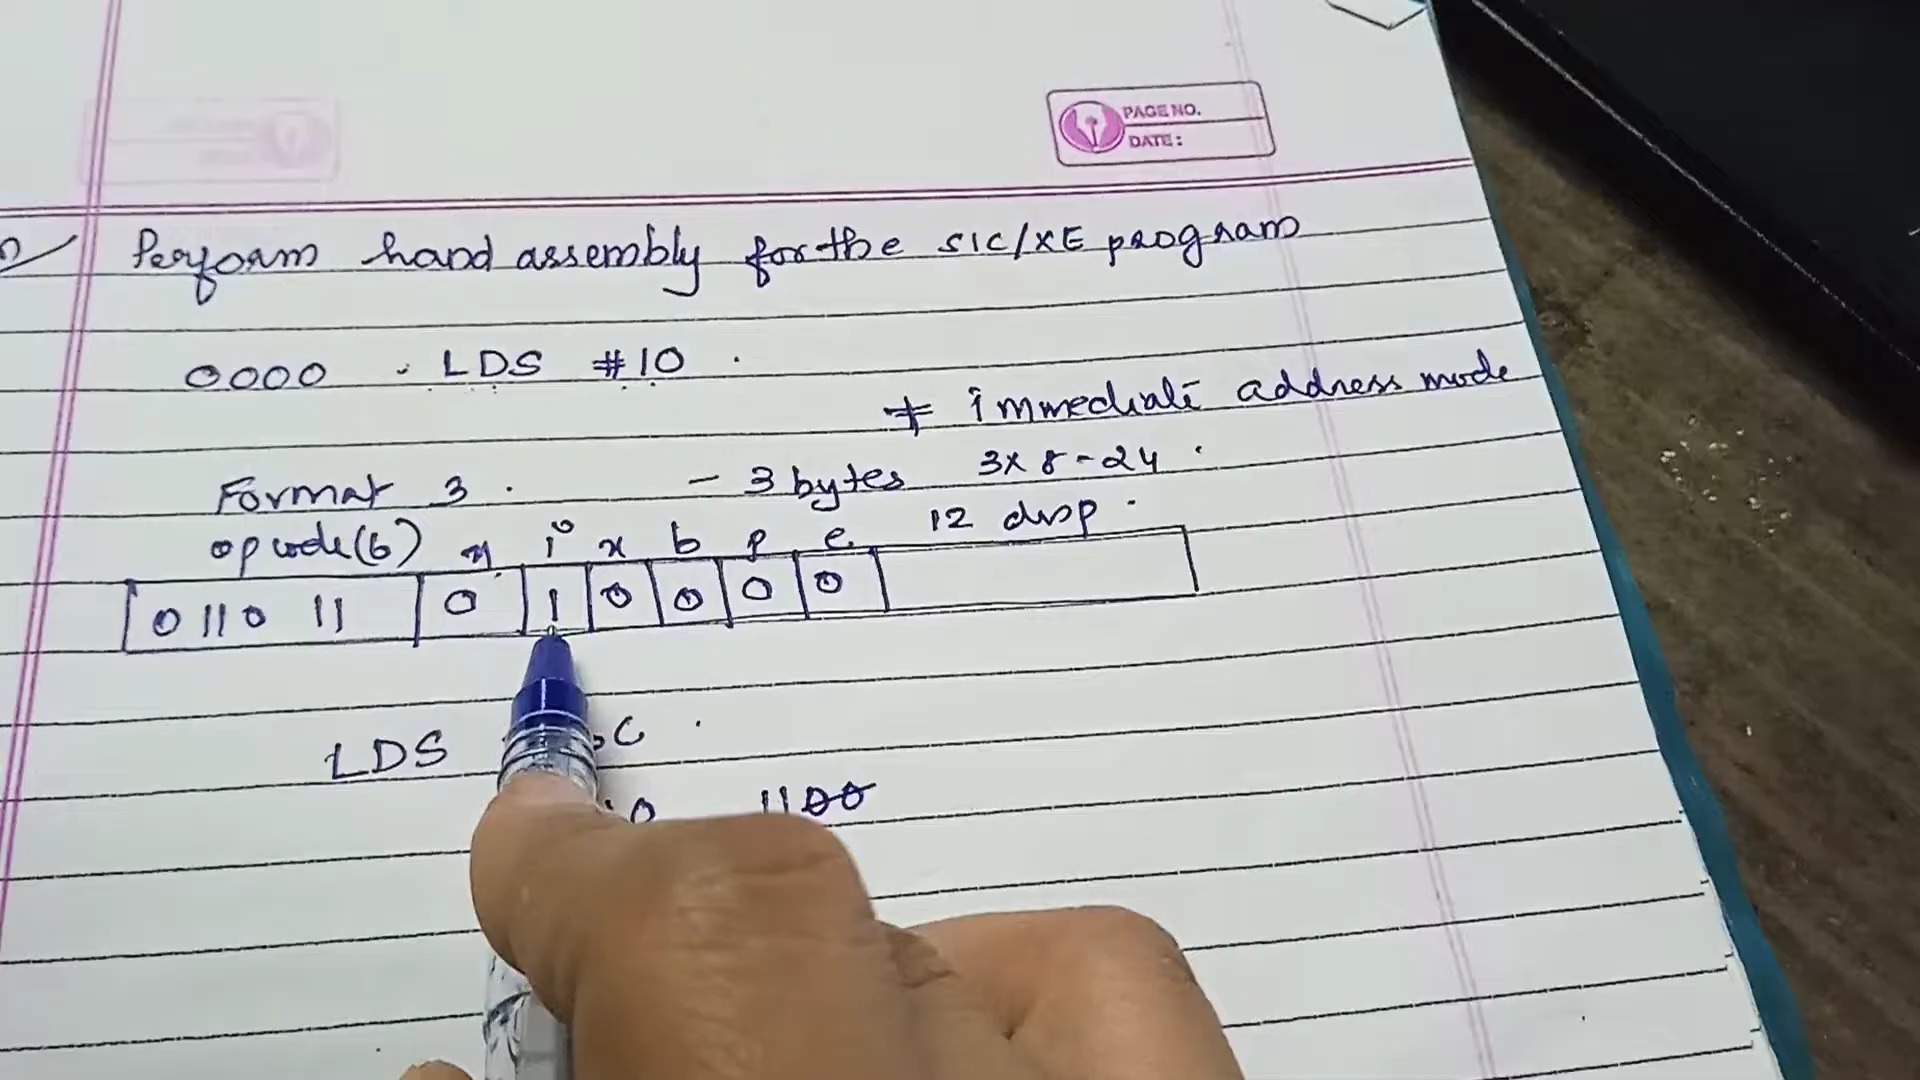 PAGE NO.
DATE:
Perform hand assembly for the SIC/XE program
0000 . LDS #10 .
* immediate address mode
Format 3 . - 3 bytes 3x8-24 .
opcode(6) n i x b p e 12 disp .
0110 11 0 1 0 0 0 0
LDS C .
0 1100